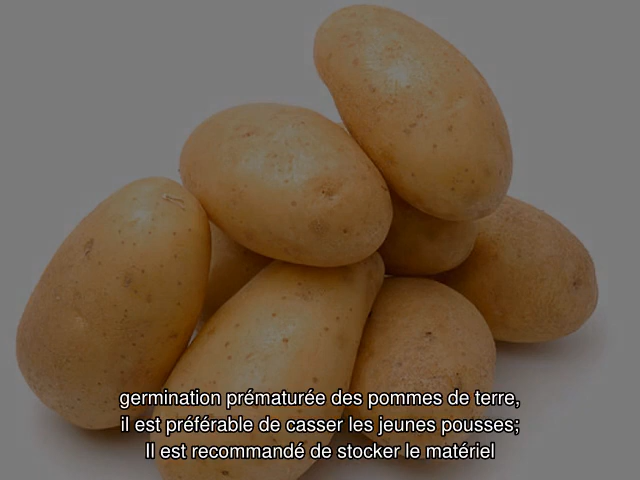 germination prématurée des pommes de terre,
il est préférable de casser les jeunes pousses;
Il est recommandé de stocker le matériel